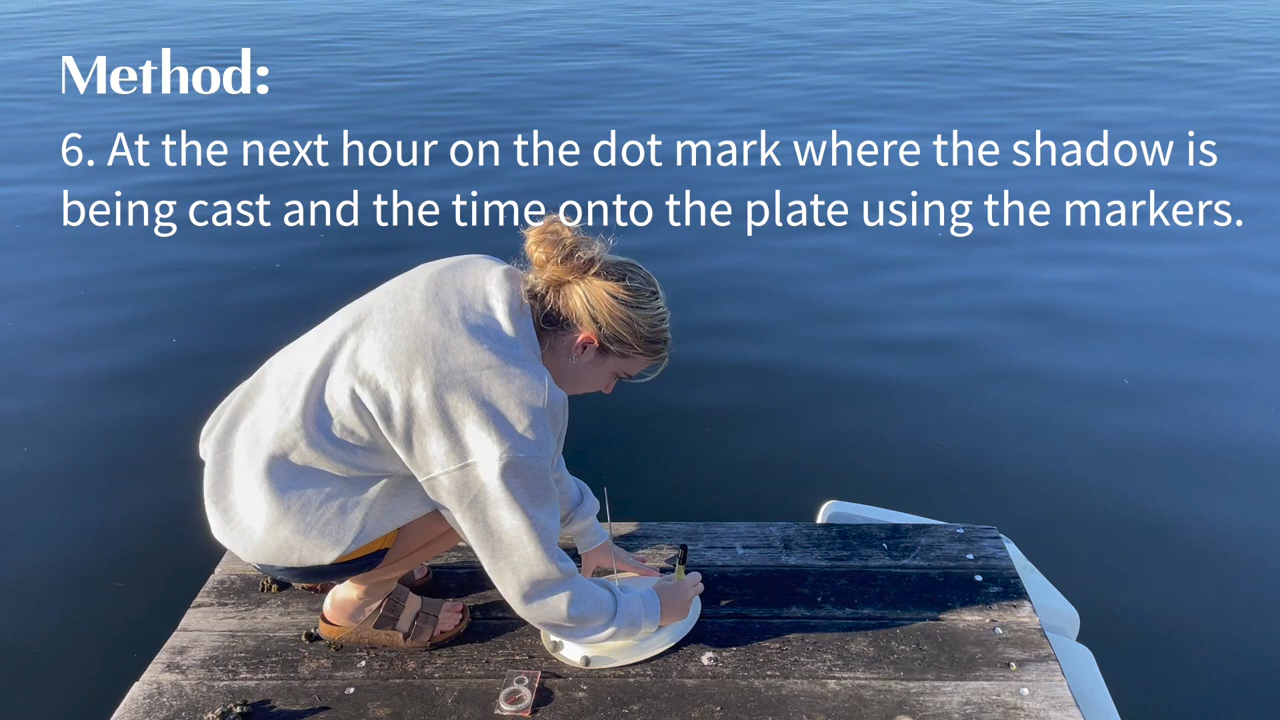 Method:
6. At the next hour on the dot mark where the shadow is
being cast and the time onto the plate using the markers.